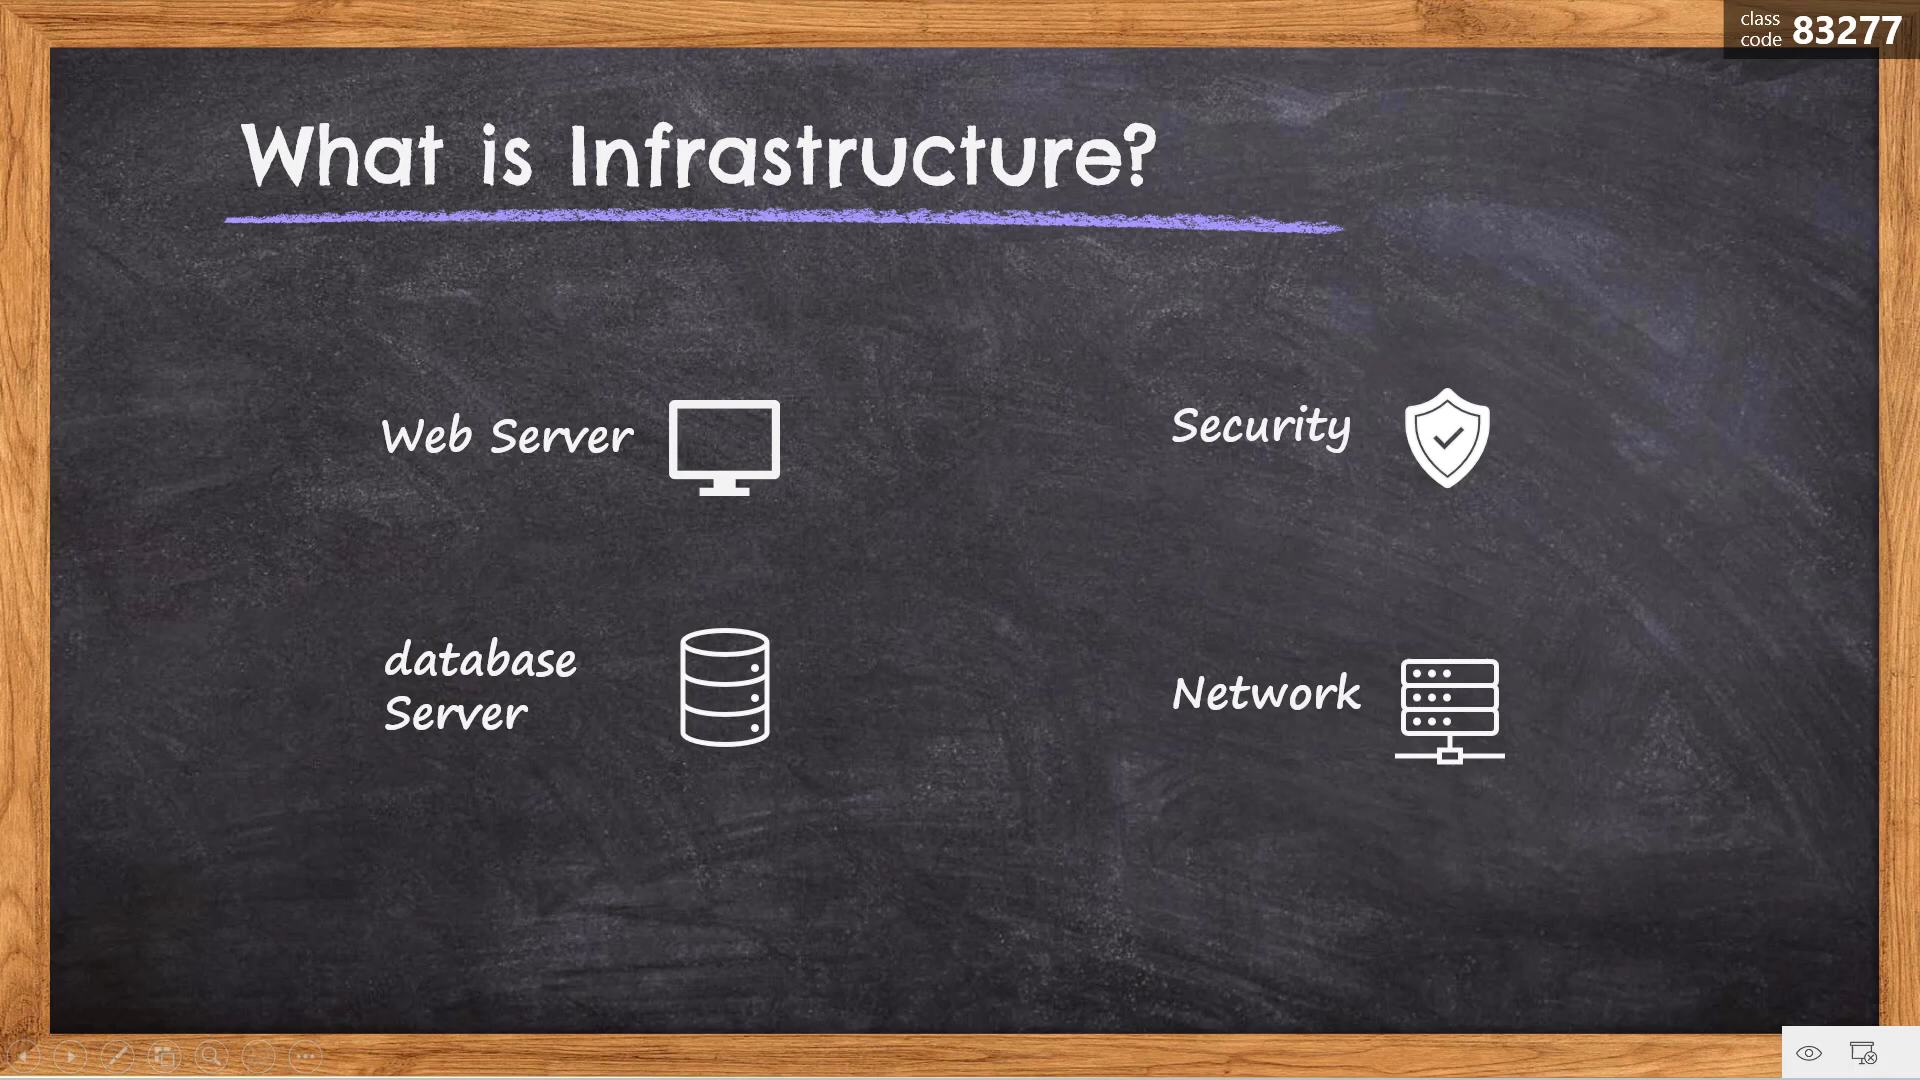 class
code 83277
What is Infrastructure?
Web Server
Security
database
Server
Network